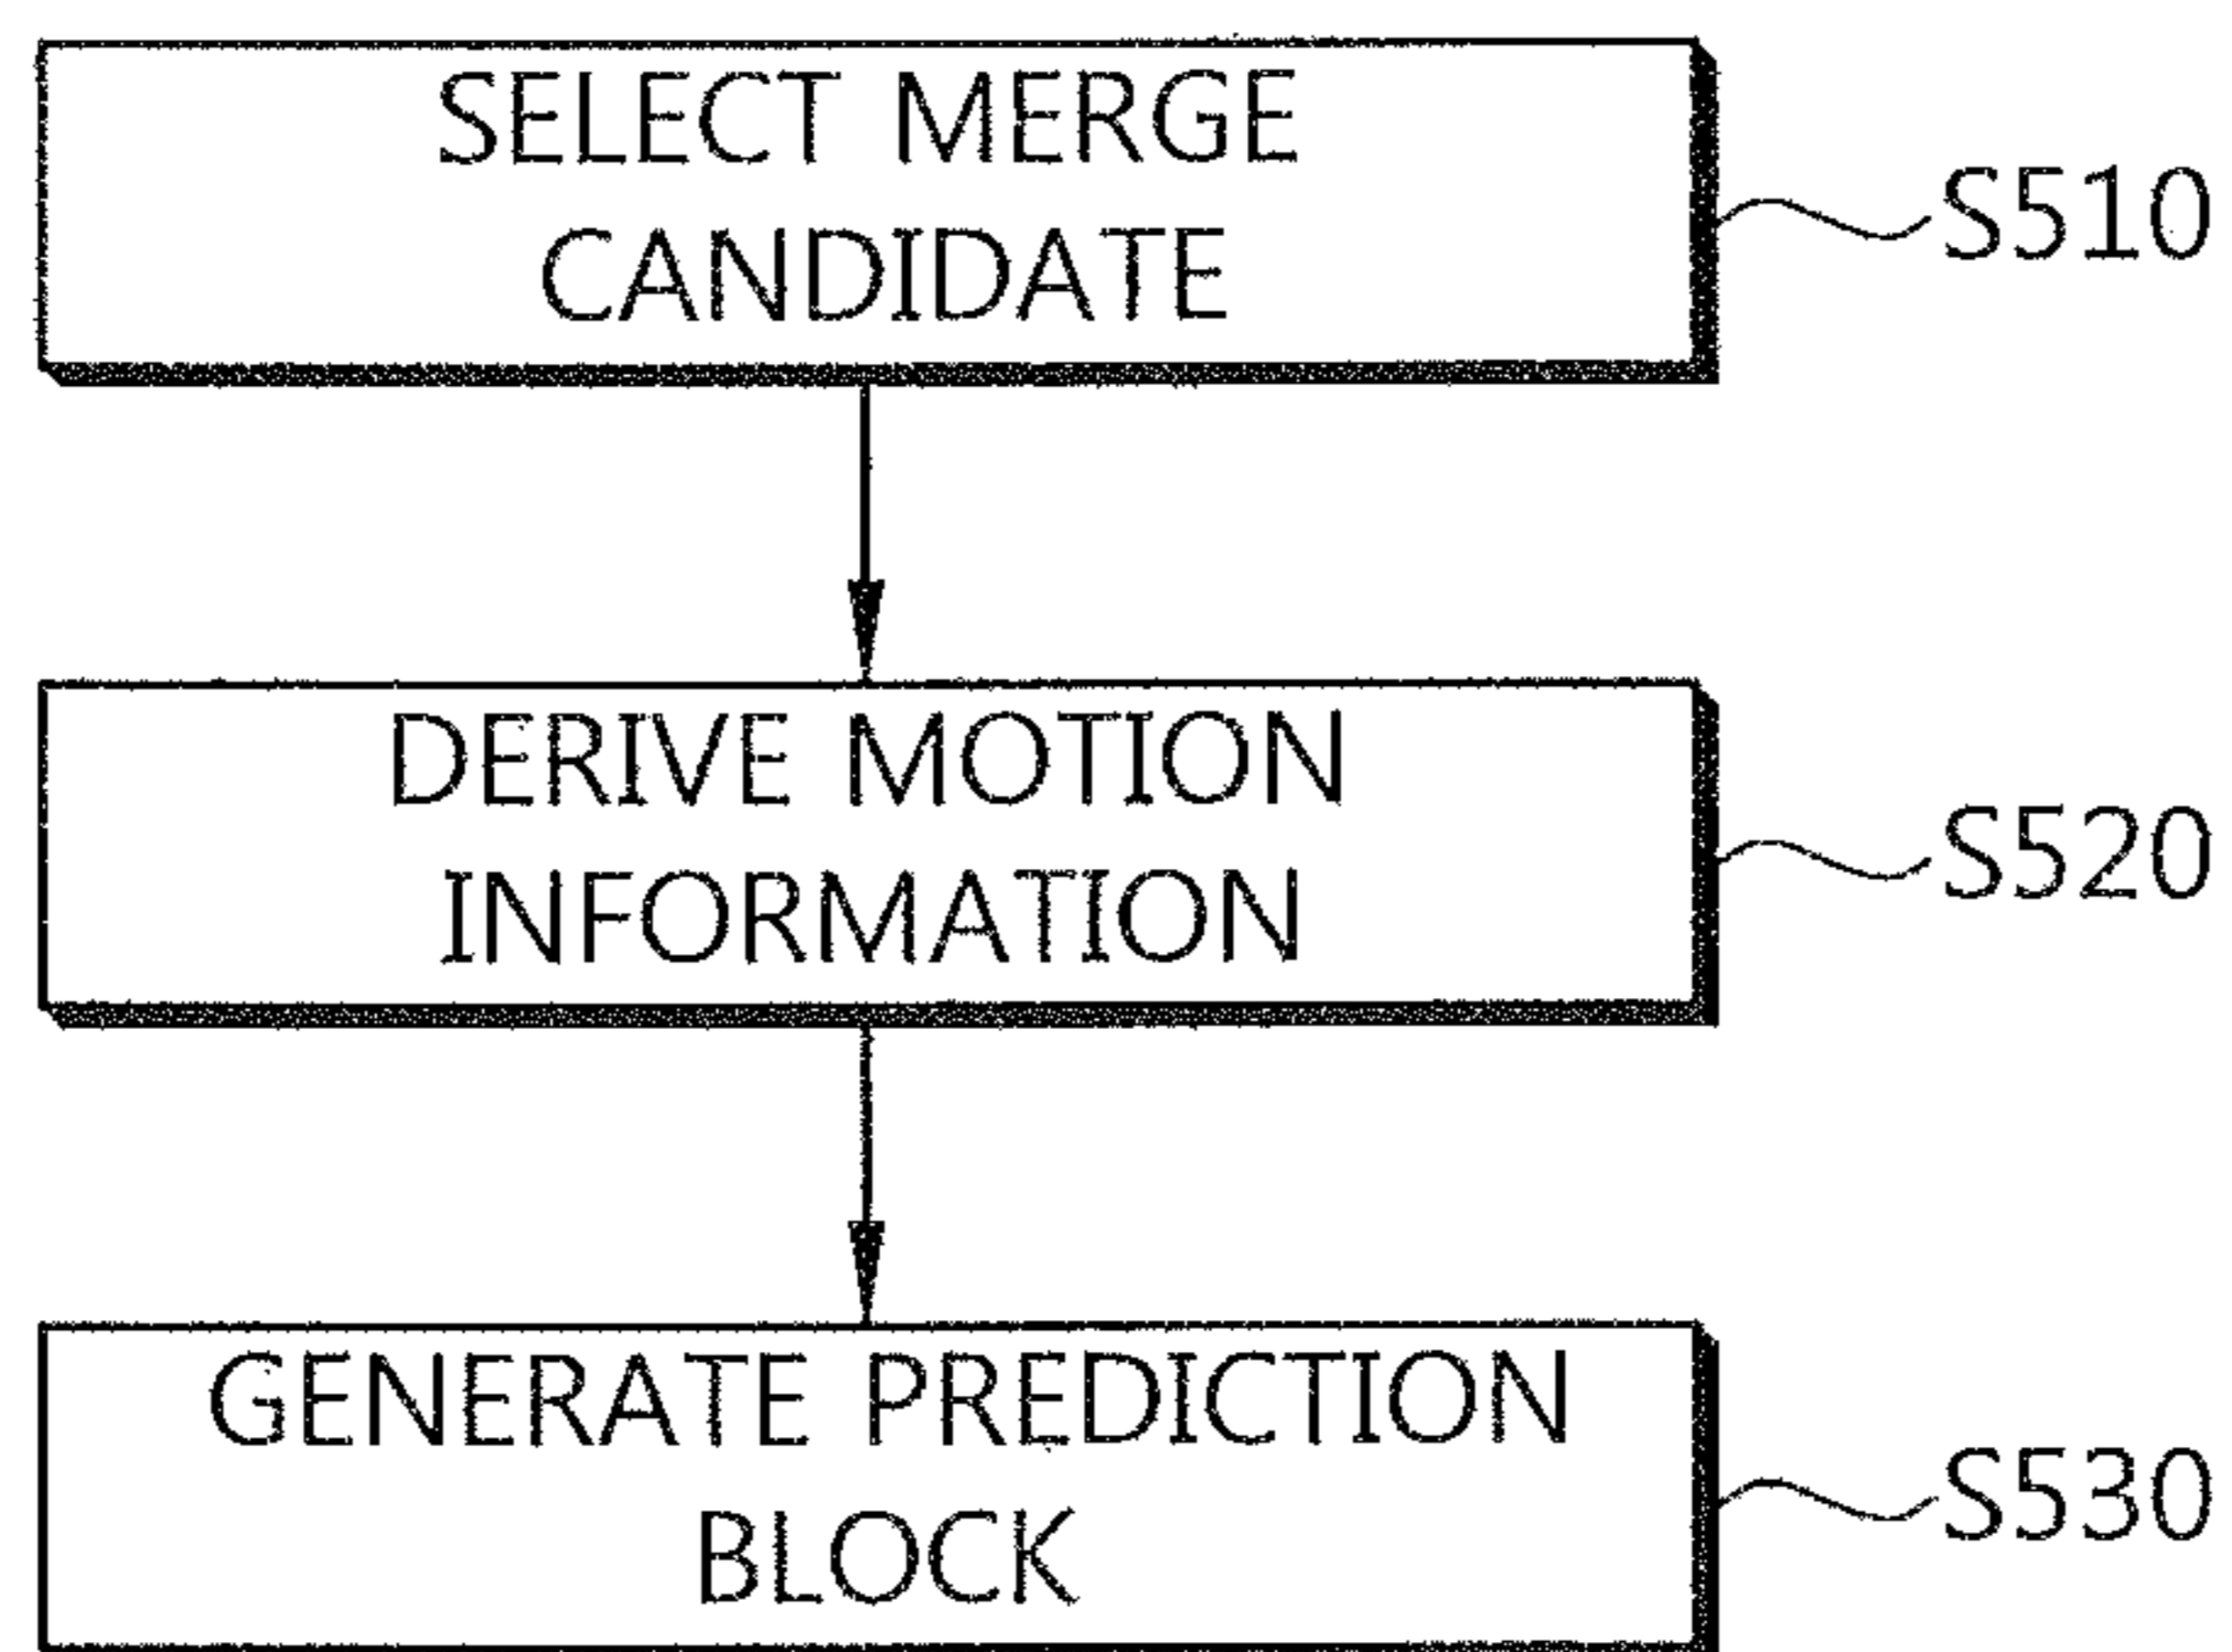 SELECT MERGE
CANDIDATE
S510
DERIVE MOTION
INFORMATION
S520
GENERATE PREDICTION
BLOCK
S530